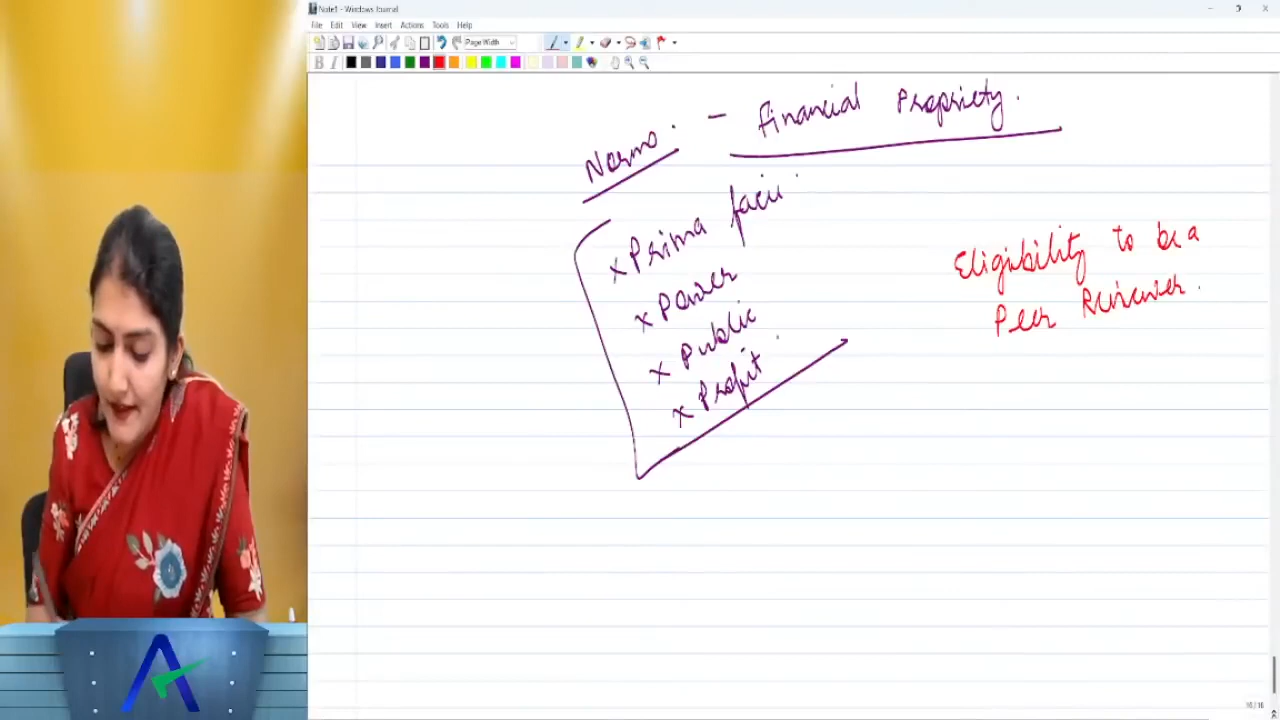 Note1 - Windows Journal
File Edit View Insert Actions Tools Help
Page Width
B I
Norms. - Financial Propriety.
x Prima facii
x Power
x Public
x Profit
Eligibility to be a
Peer Reviewer.